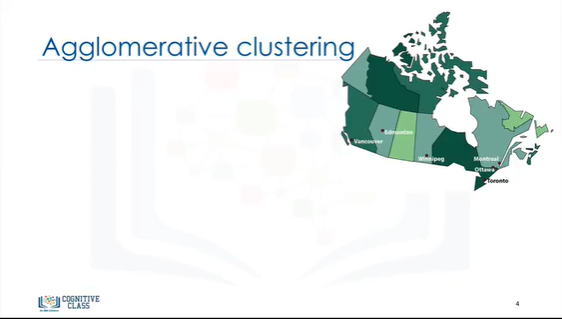 Agglomerative clustering
Edmonton
Vancouver
Winnipeg
Montreal
Ottawa
Toronto
COGNITIVE
CLASS
4